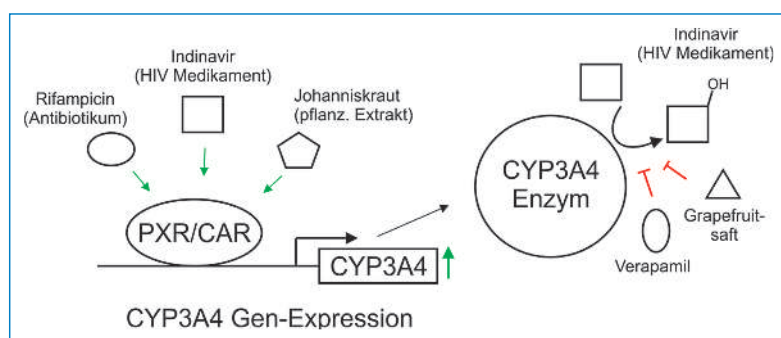 Indinavir
(HIV Medikament)
Rifampicin
(Antibiotikum)
Johanniskraut
(pflanz. Extrakt)
PXR/CAR
CYP3A4
CYP3A4 Gen-Expression
Indinavir
(HIV Medikament)
OH
CYP3A4
Enzym
Grapefruit-
saft
Verapamil